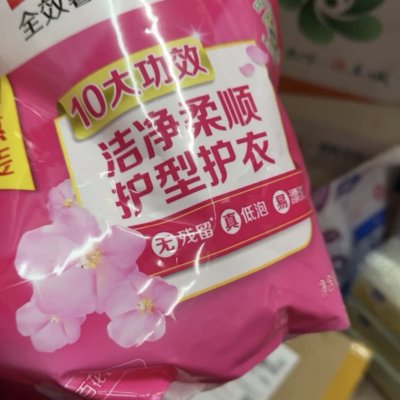 全效
10大功效
洁净柔顺
护型护衣
无残留 真低泡 易漂